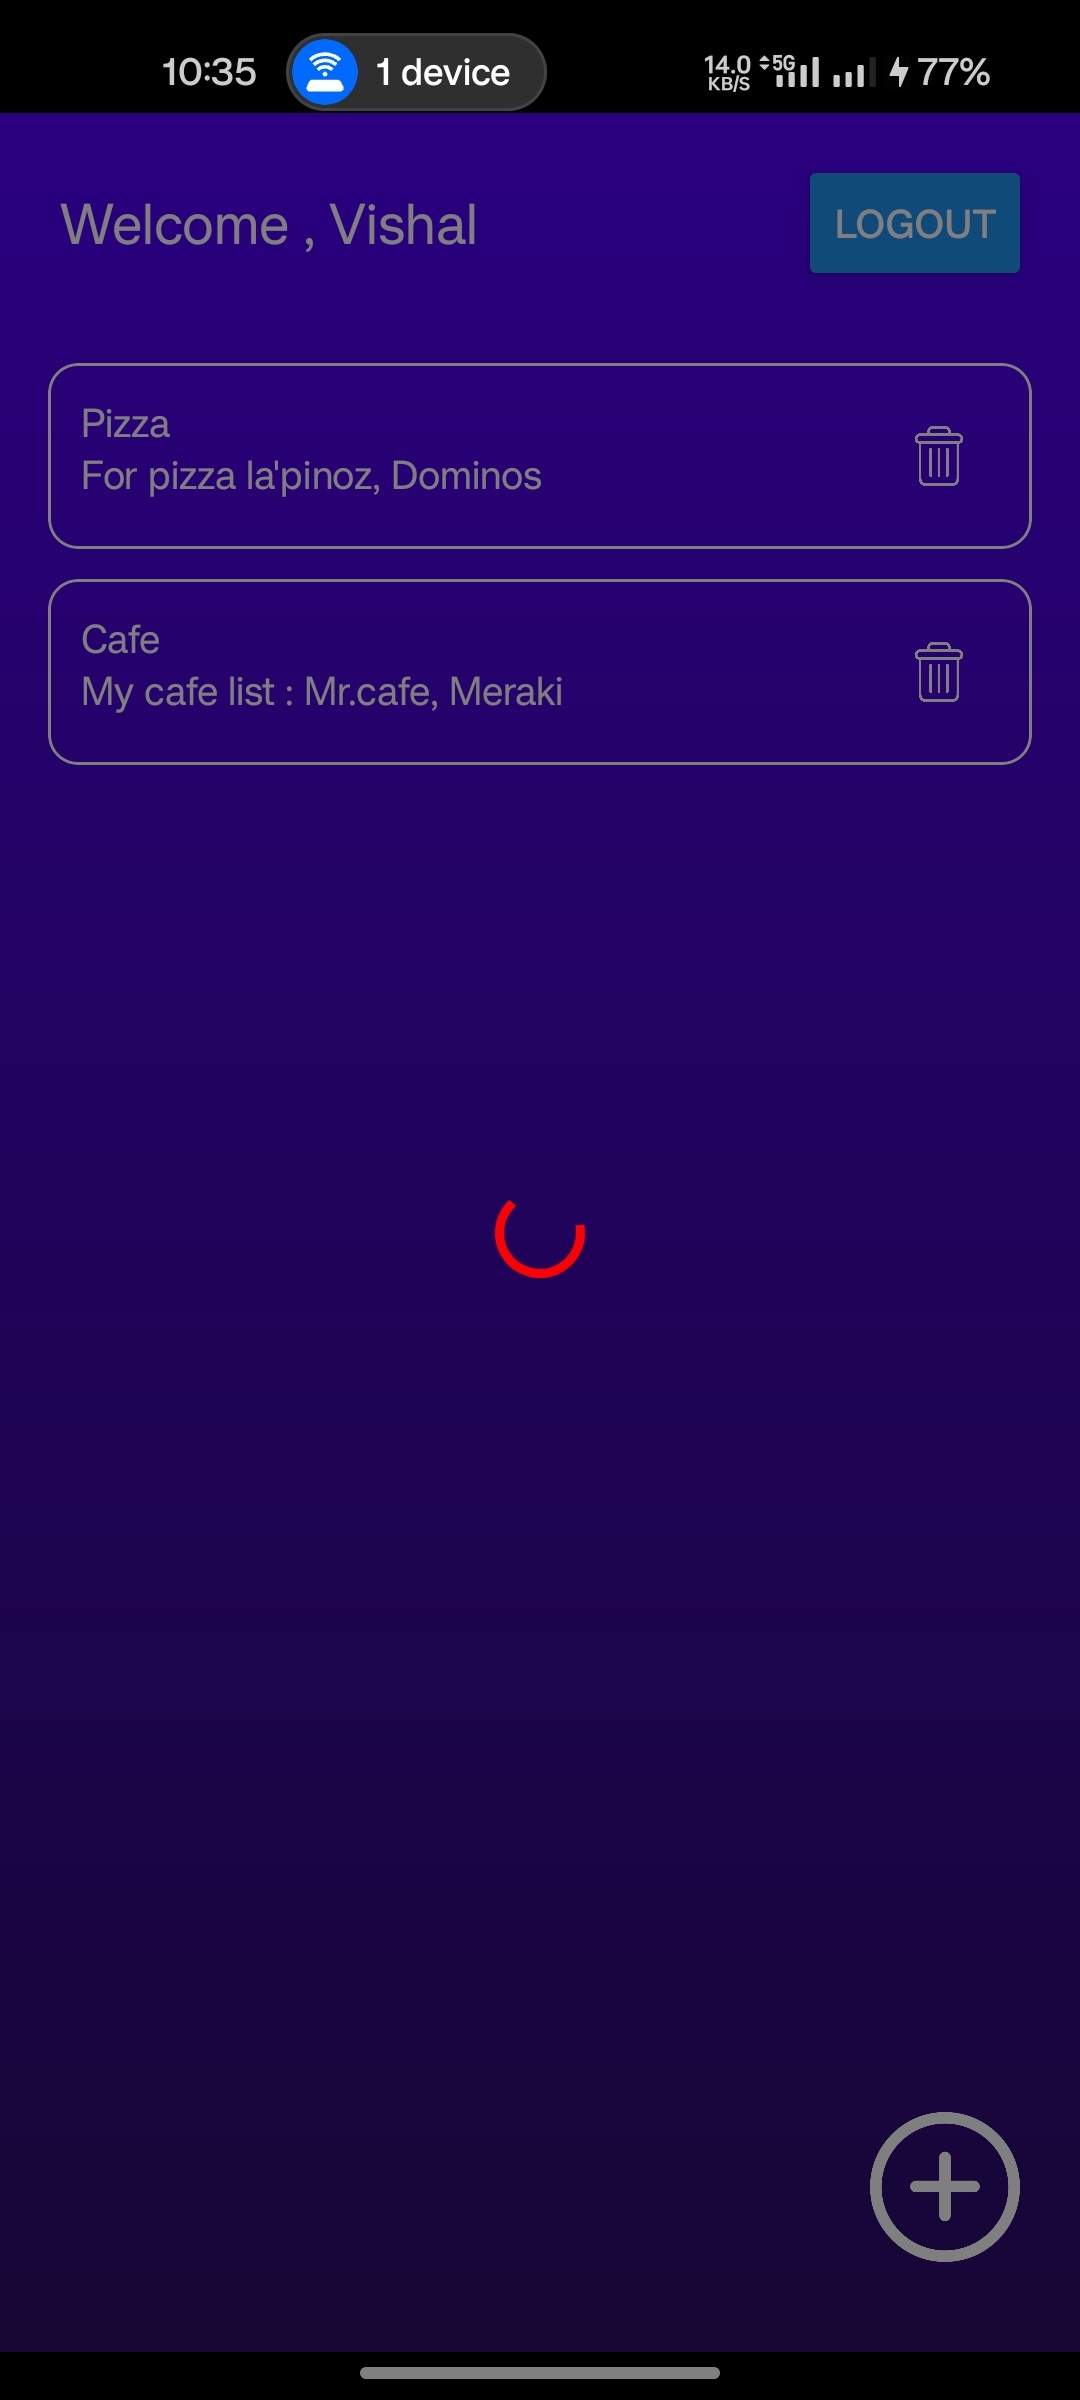 10:35
1 device
14.0
KB/S
5G
77%
Welcome , Vishal
LOGOUT
Pizza
For pizza la'pinoz, Dominos
Cafe
My cafe list : Mr.cafe, Meraki